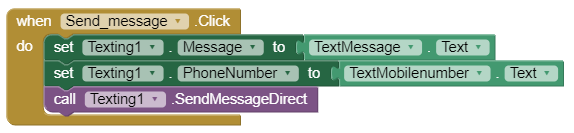 when Send_message .Click
do set Texting1 . Message to TextMessage . Text
set Texting1 . PhoneNumber to TextMobilenumber . Text
call Texting1 .SendMessageDirect